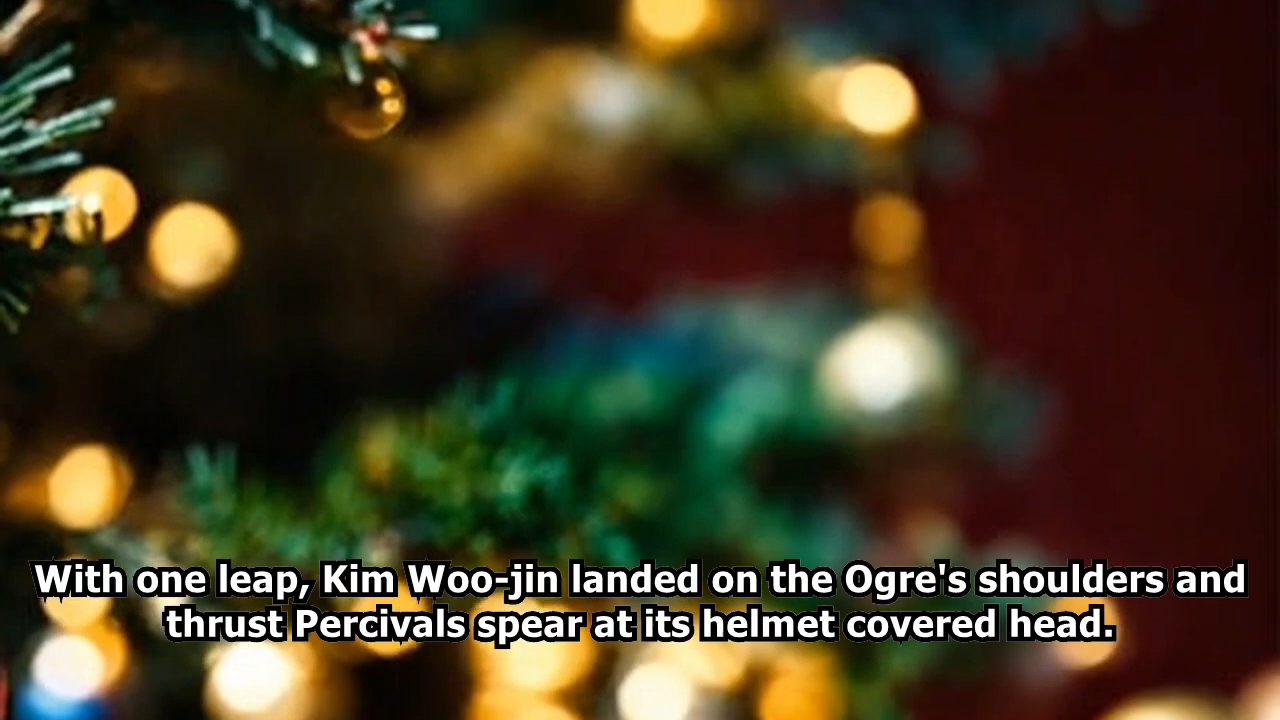 With one leap, Kim Woo-jin landed on the Ogre's shoulders and
thrust Percivals spear at its helmet covered head.